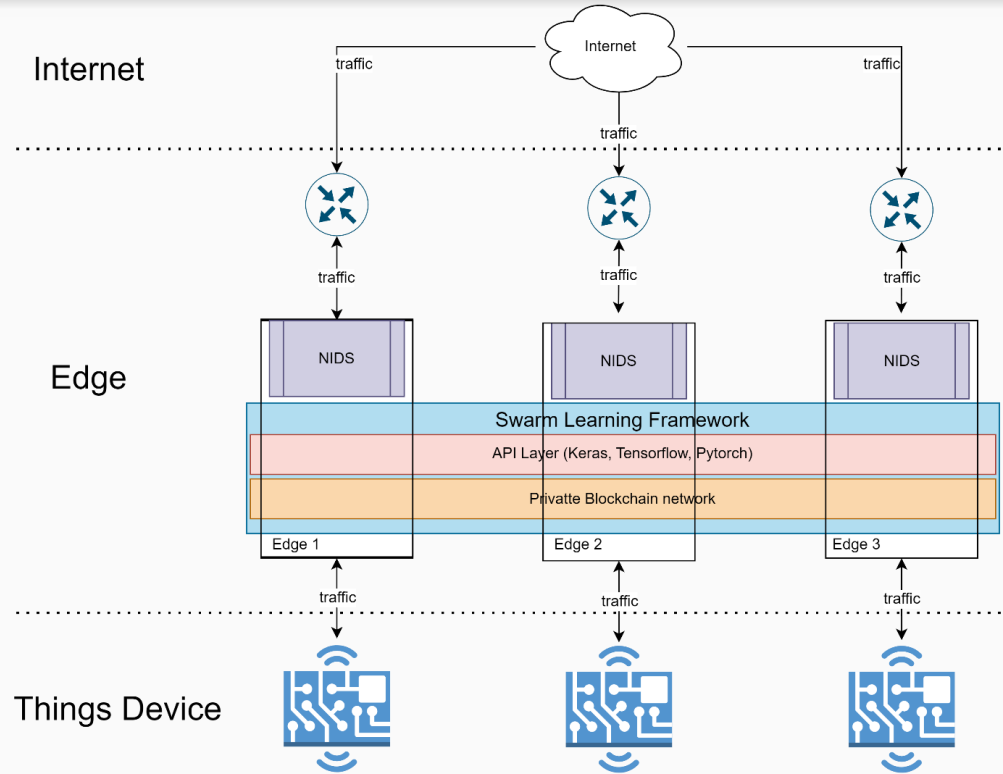 Internet
Internet
traffic
traffic
traffic
Edge
traffic
traffic
traffic
NIDS
NIDS
NIDS
Swarm Learning Framework
API Layer (Keras, Tensorflow, Pytorch)
Privatte Blockchain network
Edge 1
Edge 2
Edge 3
traffic
traffic
traffic
Things Device